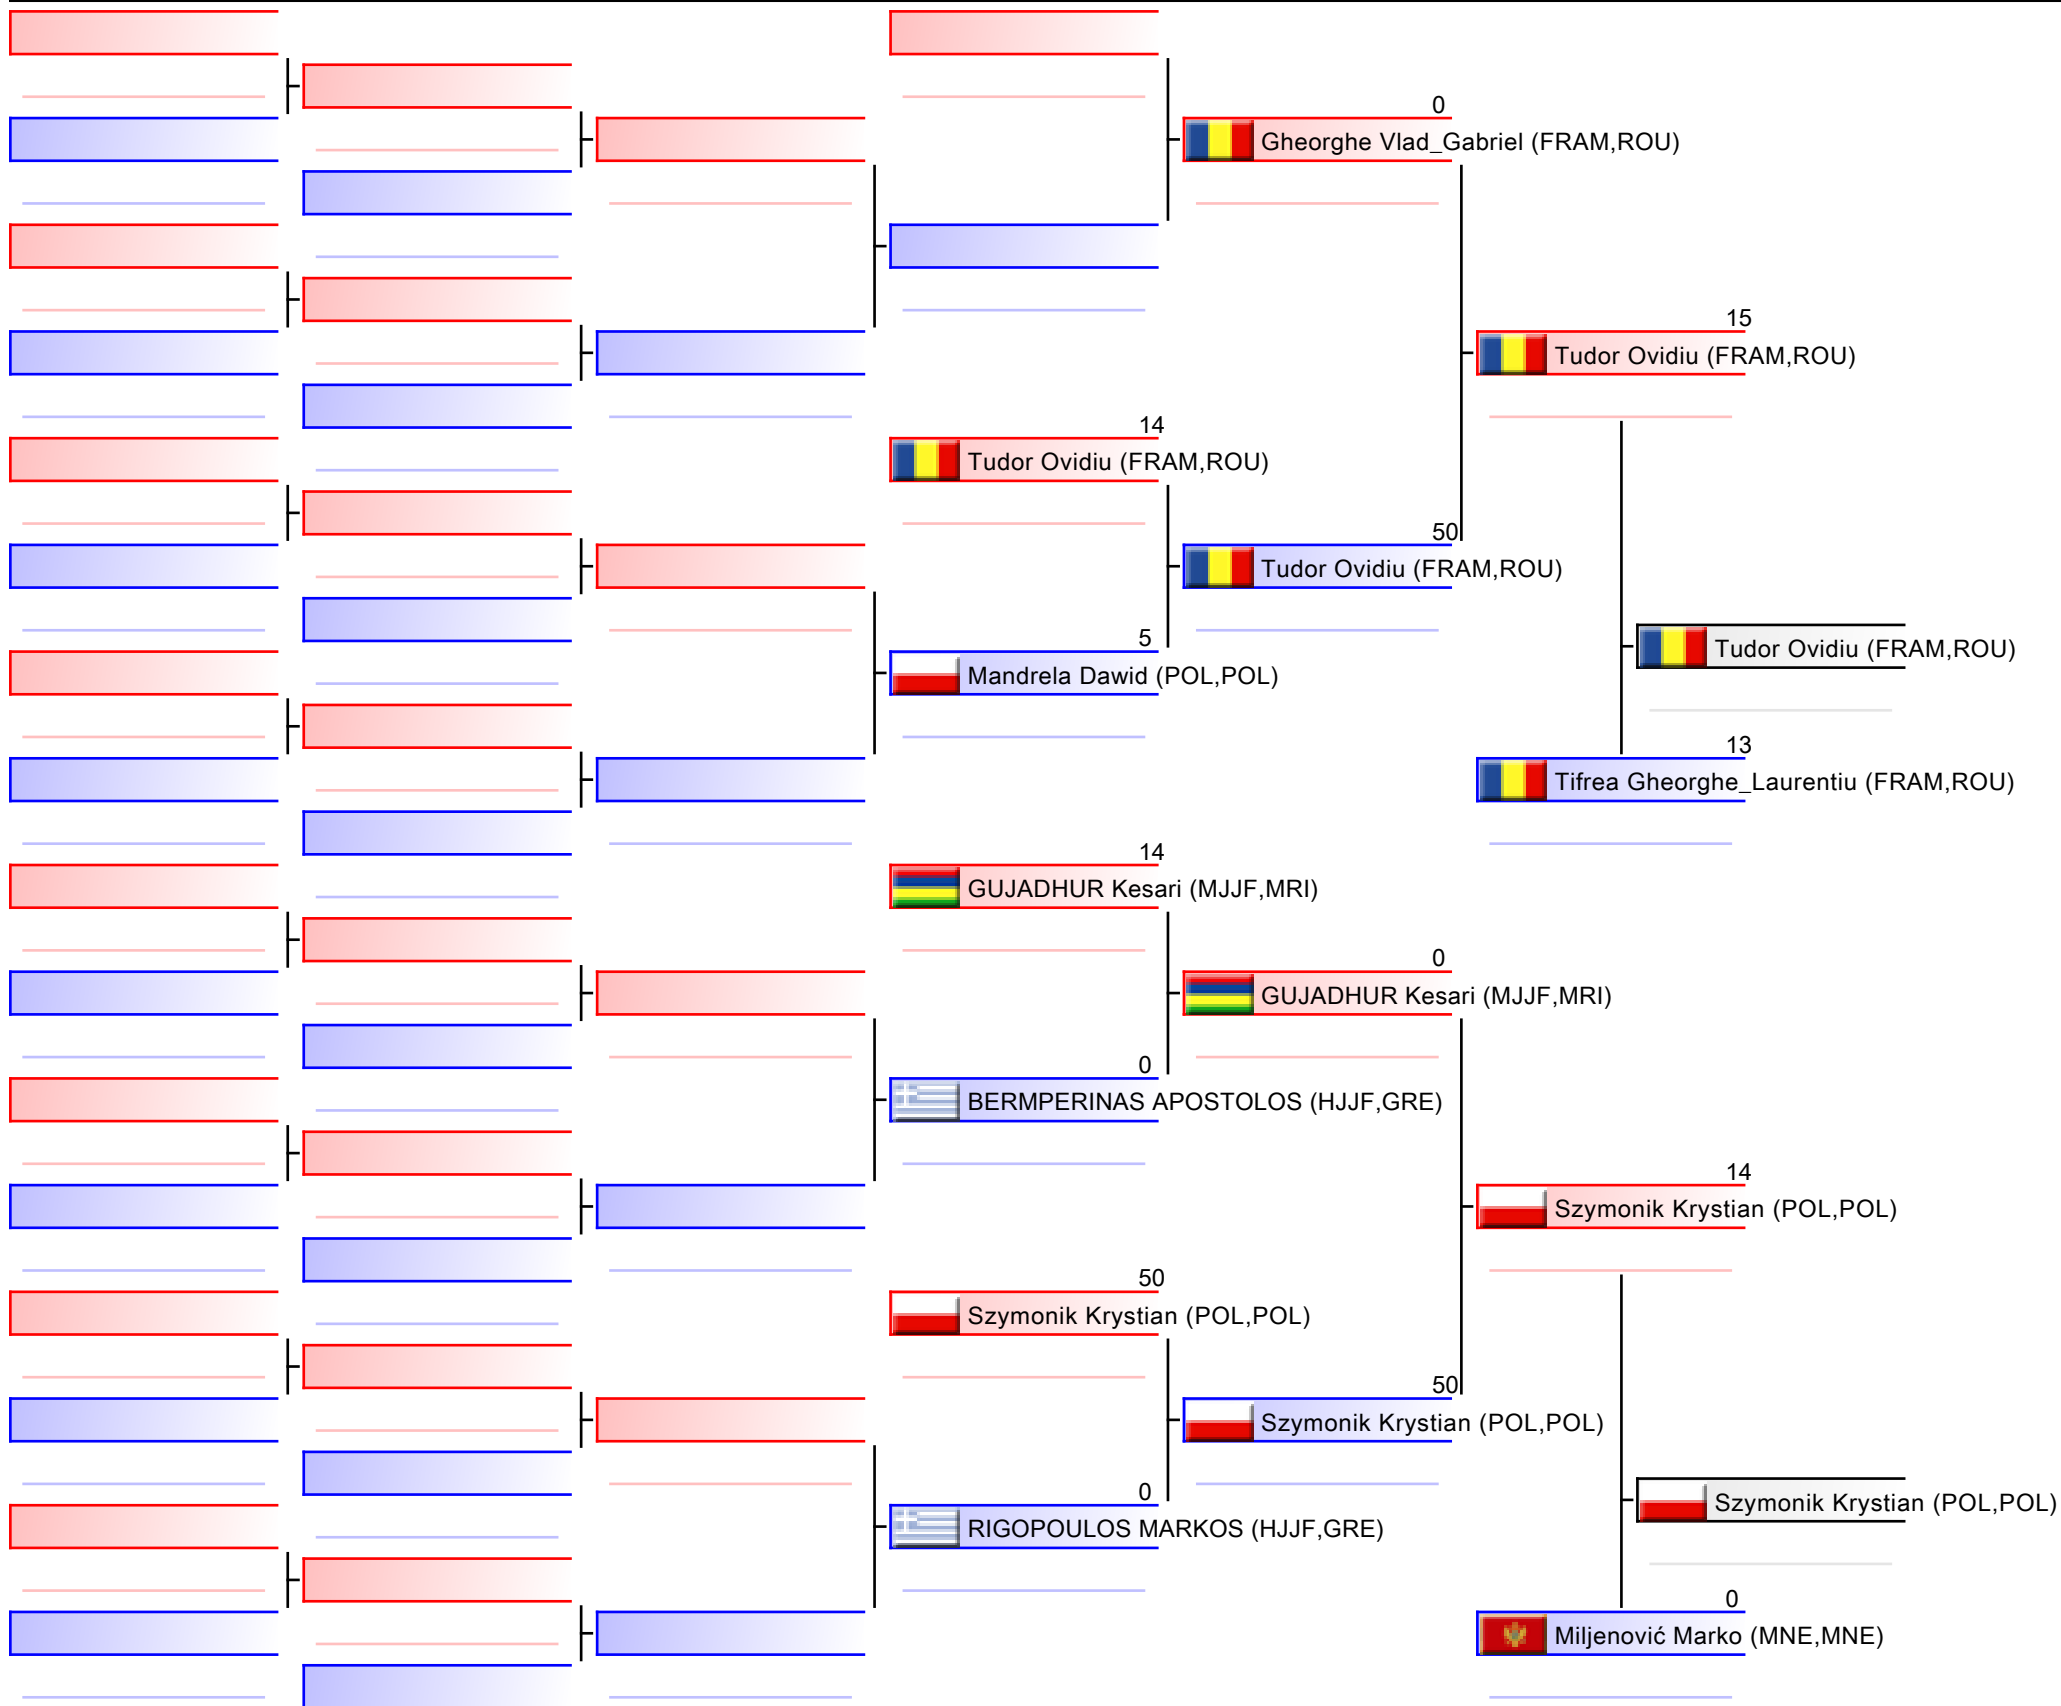 0
Gheorghe Vlad_Gabriel (FRAM,ROU)
15
Tudor Ovidiu (FRAM,ROU)
14
Tudor Ovidiu (FRAM,ROU)
50
Tudor Ovidiu (FRAM,ROU)
5
Mandrela Dawid (POL,POL)
Tudor Ovidiu (FRAM,ROU)
13
Tifrea Gheorghe_Laurentiu (FRAM,ROU)
14
GUJADHUR Kesari (MJJF,MRI)
0
GUJADHUR Kesari (MJJF,MRI)
0
BERMPERINAS APOSTOLOS (HJJF,GRE)
14
Szymonik Krystian (POL,POL)
50
Szymonik Krystian (POL,POL)
50
Szymonik Krystian (POL,POL)
0
RIGOPOULOS MARKOS (HJJF,GRE)
Szymonik Krystian (POL,POL)
0
Miljenović Marko (MNE,MNE)